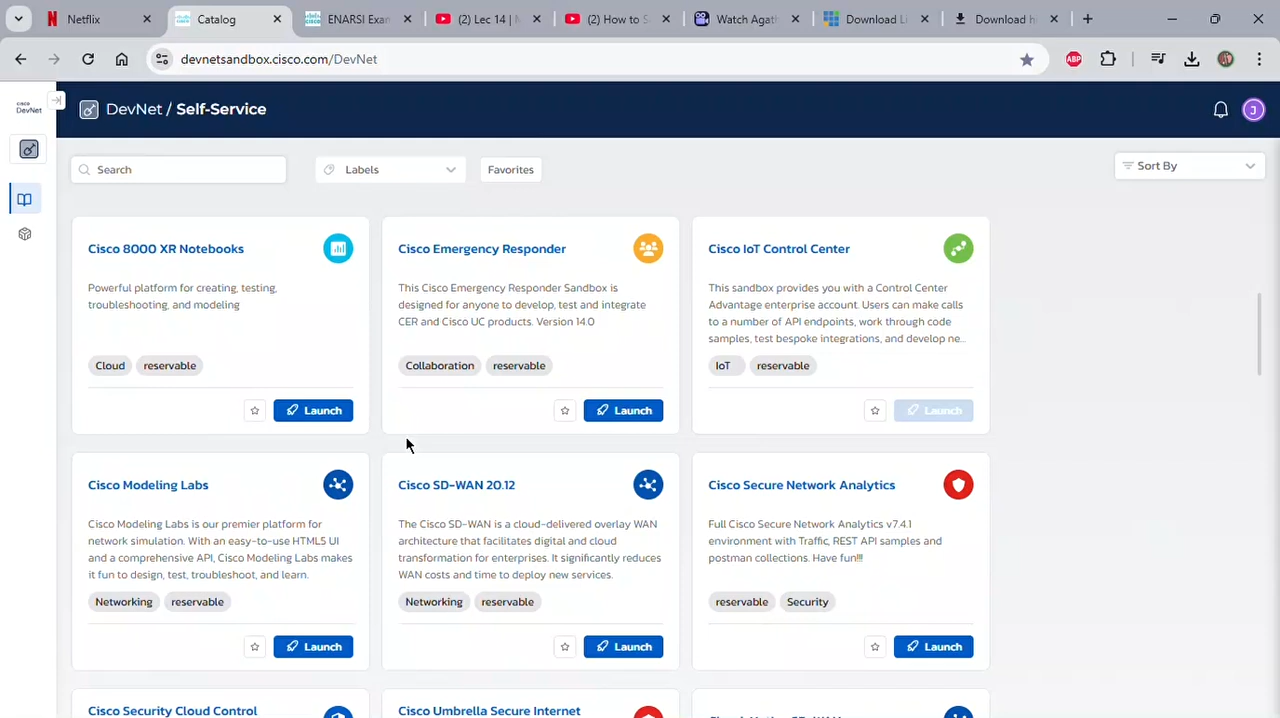 Netflix
Catalog
ENARSI Exan
(2) Lec 14 |
(2) How to S
Watch Agath
Download Li
Download h
devnetsandbox.cisco.com/DevNet
ABP
CISCO
DevNet
DevNet / Self-Service
J
Search
Labels
Favorites
Sort By
Cisco 8000 XR Notebooks
Powerful platform for creating, testing,
troubleshooting, and modeling
Cloud
reservable
Launch
Cisco Emergency Responder
This Cisco Emergency Responder Sandbox is
designed for anyone to develop, test and integrate
CER and Cisco UC products. Version 14.0
Collaboration
reservable
Launch
Cisco IoT Control Center
This sandbox provides you with a Control Center
Advantage enterprise account. Users can make calls
to a number of API endpoints, work through code
samples, test bespoke integrations, and develop ne...
IoT
reservable
Launch
Cisco Modeling Labs
Cisco Modeling Labs is our premier platform for
network simulation. With an easy-to-use HTML5 UI
and a comprehensive API, Cisco Modeling Labs makes
it fun to design, test, troubleshoot, and learn.
Networking
reservable
Launch
Cisco SD-WAN 20.12
The Cisco SD-WAN is a cloud-delivered overlay WAN
architecture that facilitates digital and cloud
transformation for enterprises. It significantly reduces
WAN costs and time to deploy new services.
Networking
reservable
Launch
Cisco Secure Network Analytics
Full Cisco Secure Network Analytics v7.4.1
environment with Traffic, REST API samples and
postman collections. Have fun!!!
reservable
Security
Launch
Cisco Security Cloud Control
Cisco Umbrella Secure Internet